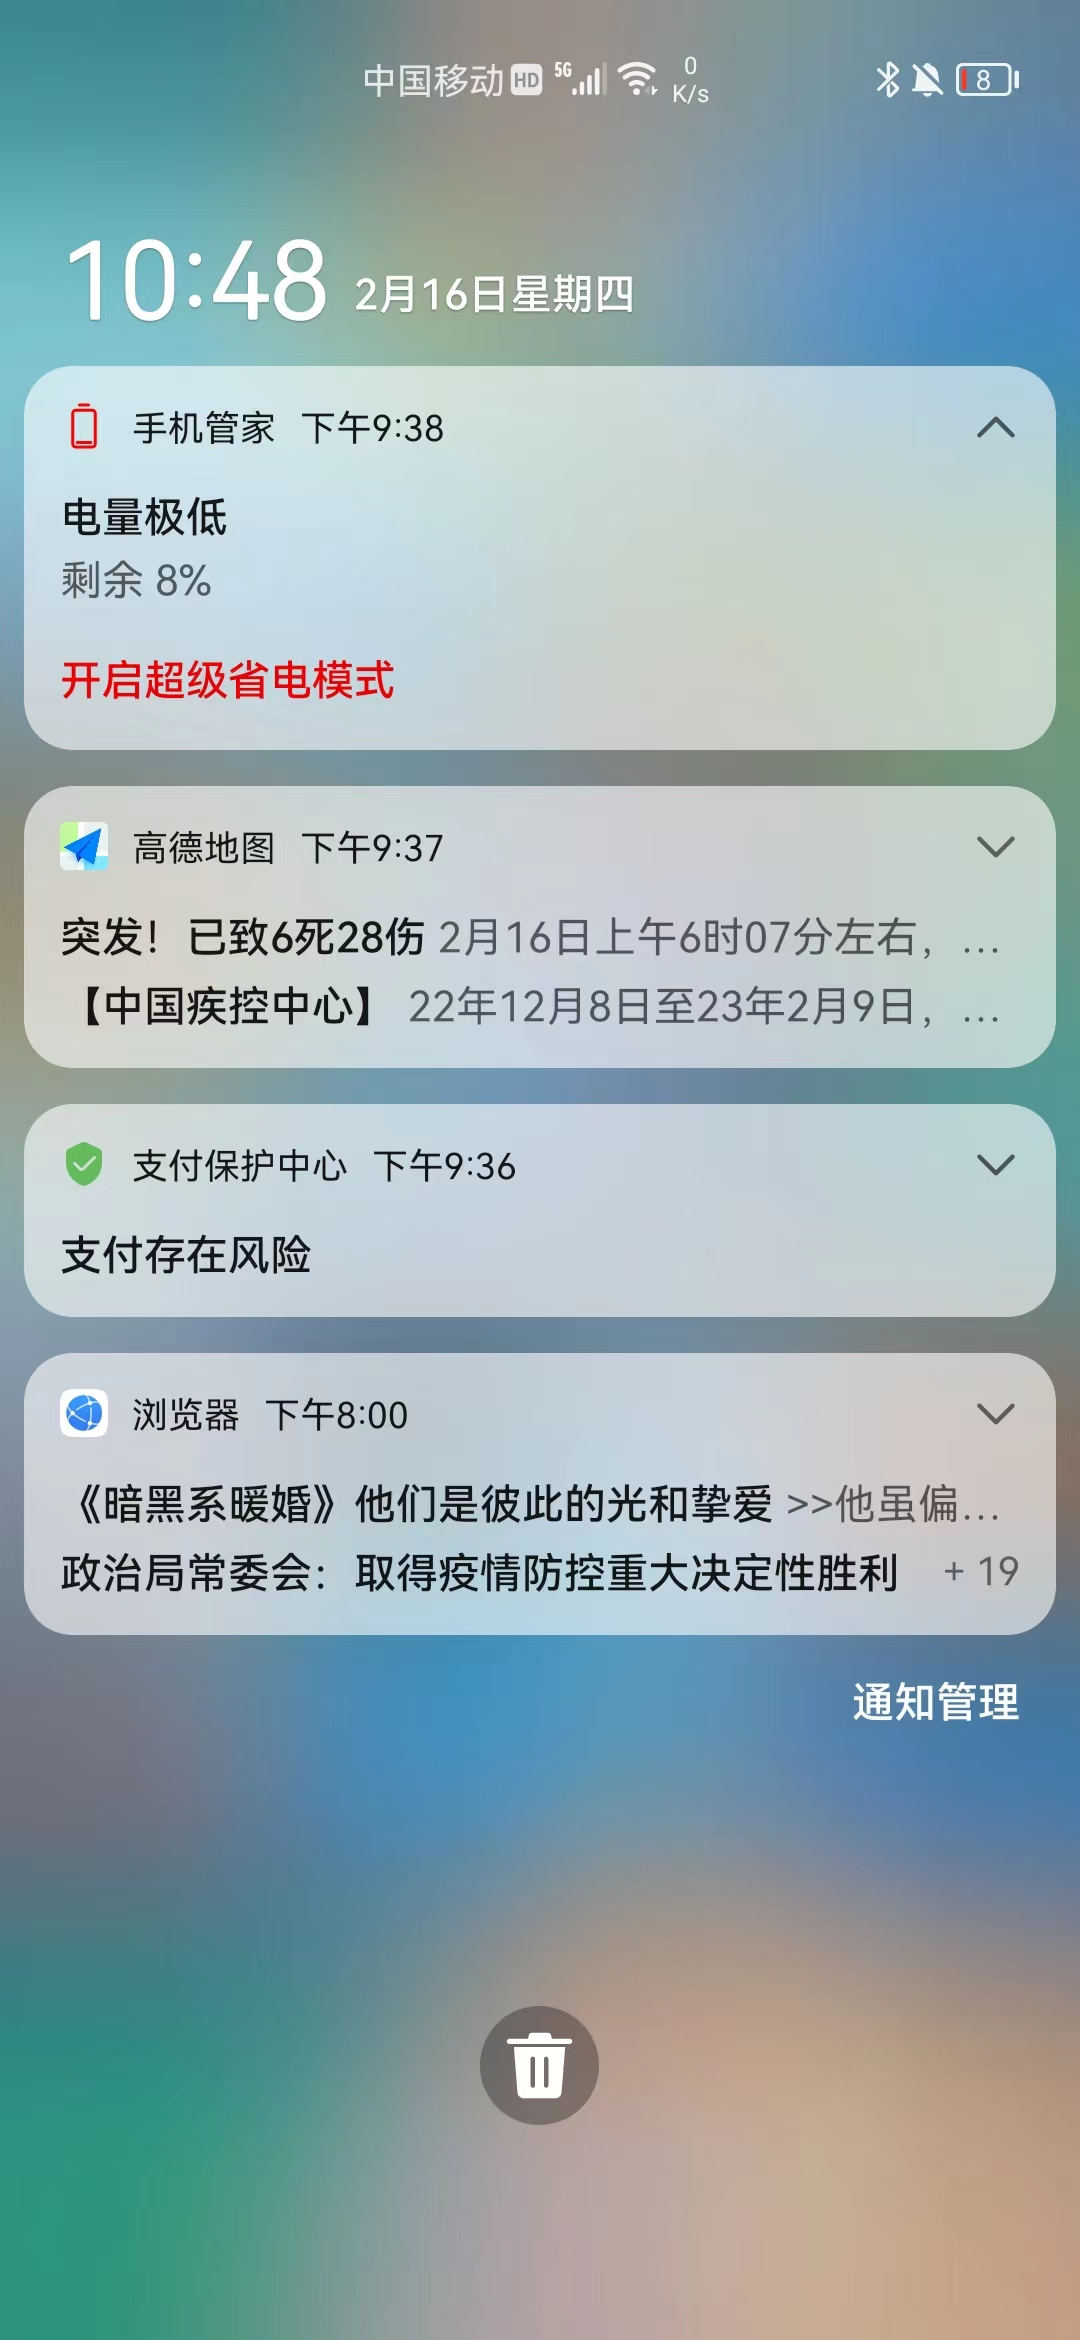 中国移动 HD 5G 0 K/s 8
10:48 2月16日星期四
手机管家 下午9:38
电量极低
剩余 8%
开启超级省电模式
高德地图 下午9:37
突发！已致6死28伤 2月16日上午6时07分左右，...
【中国疾控中心】 22年12月8日至23年2月9日，...
支付保护中心 下午9:36
支付存在风险
浏览器 下午8:00
《暗黑系暖婚》他们是彼此的光和挚爱 >>他虽偏...
政治局常委会：取得疫情防控重大决定性胜利 + 19
通知管理